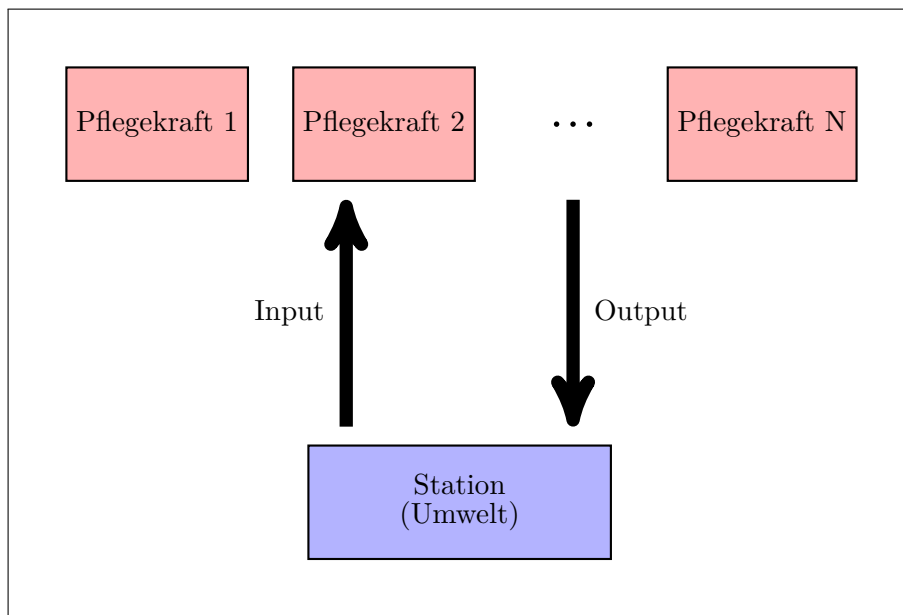 Pflegekraft 1
Pflegekraft 2
...
Pflegekraft N
Input
Output
Station
(Umwelt)